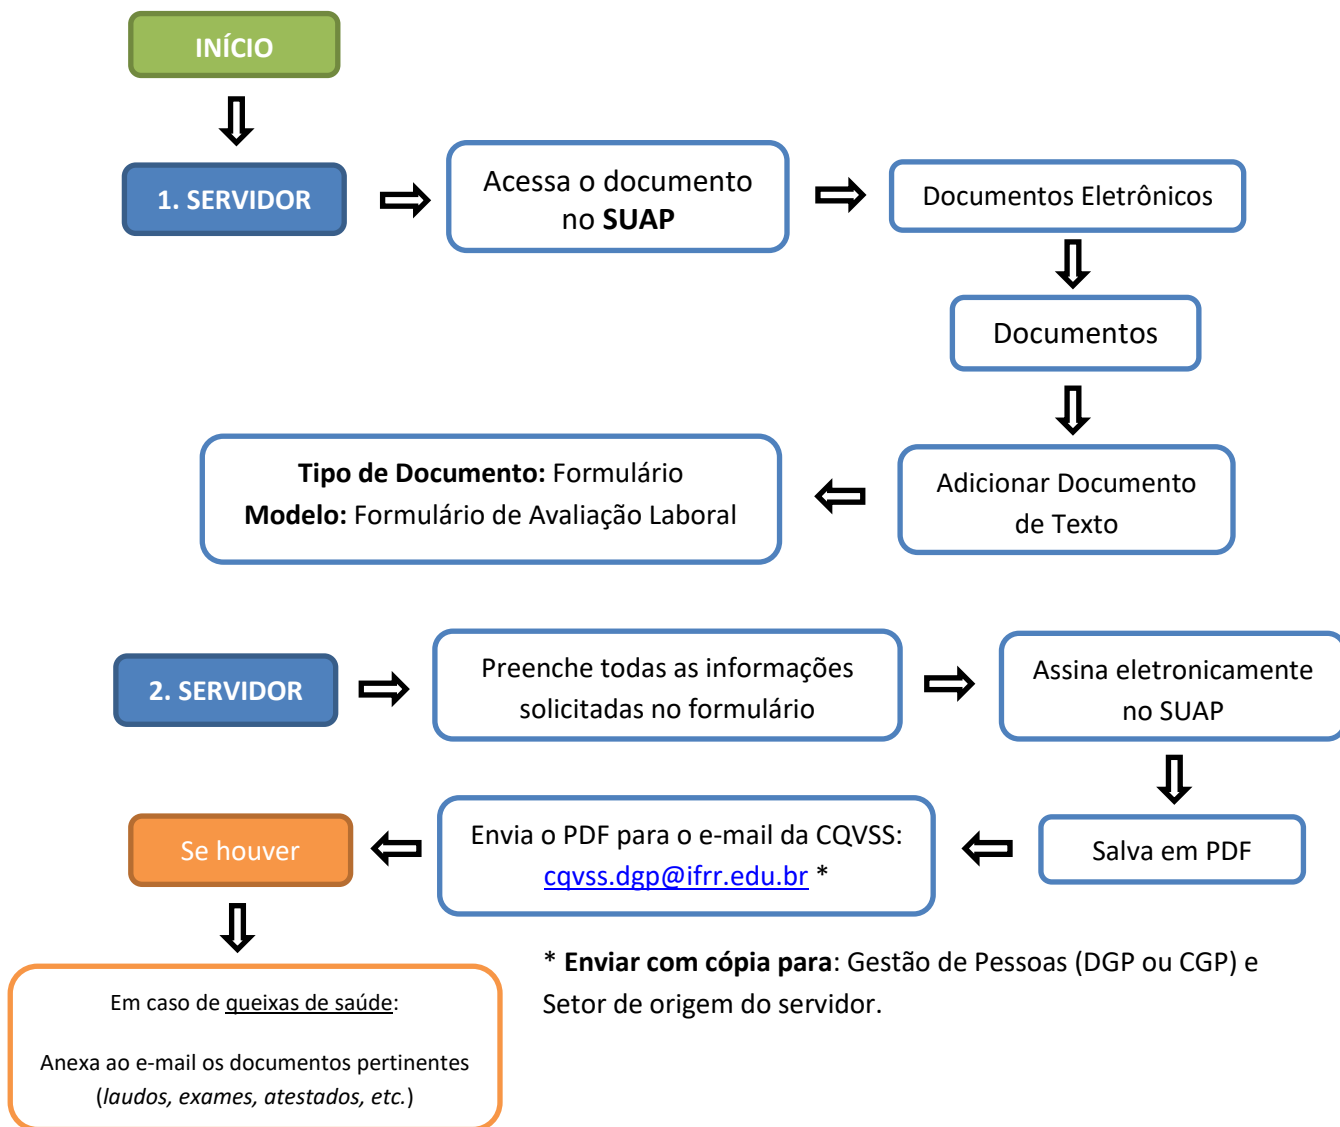 INÍCIO
1. SERVIDOR
Acessa o documento
no SUAP
Documentos Eletrônicos
Documentos
Adicionar Documento
de Texto
Tipo de Documento: Formulário
Modelo: Formulário de Avaliação Laboral
2. SERVIDOR
Preenche todas as informações
solicitadas no formulário
Assina eletronicamente
no SUAP
Salva em PDF
Envia o PDF para o e-mail da CQVSS:
cqvss.dgp@ifrr.edu.br *
Se houver
* Enviar com cópia para: Gestão de Pessoas (DGP ou CGP) e
Setor de origem do servidor.
Em caso de queixas de saúde:
Anexa ao e-mail os documentos pertinentes
(laudos, exames, atestados, etc.)